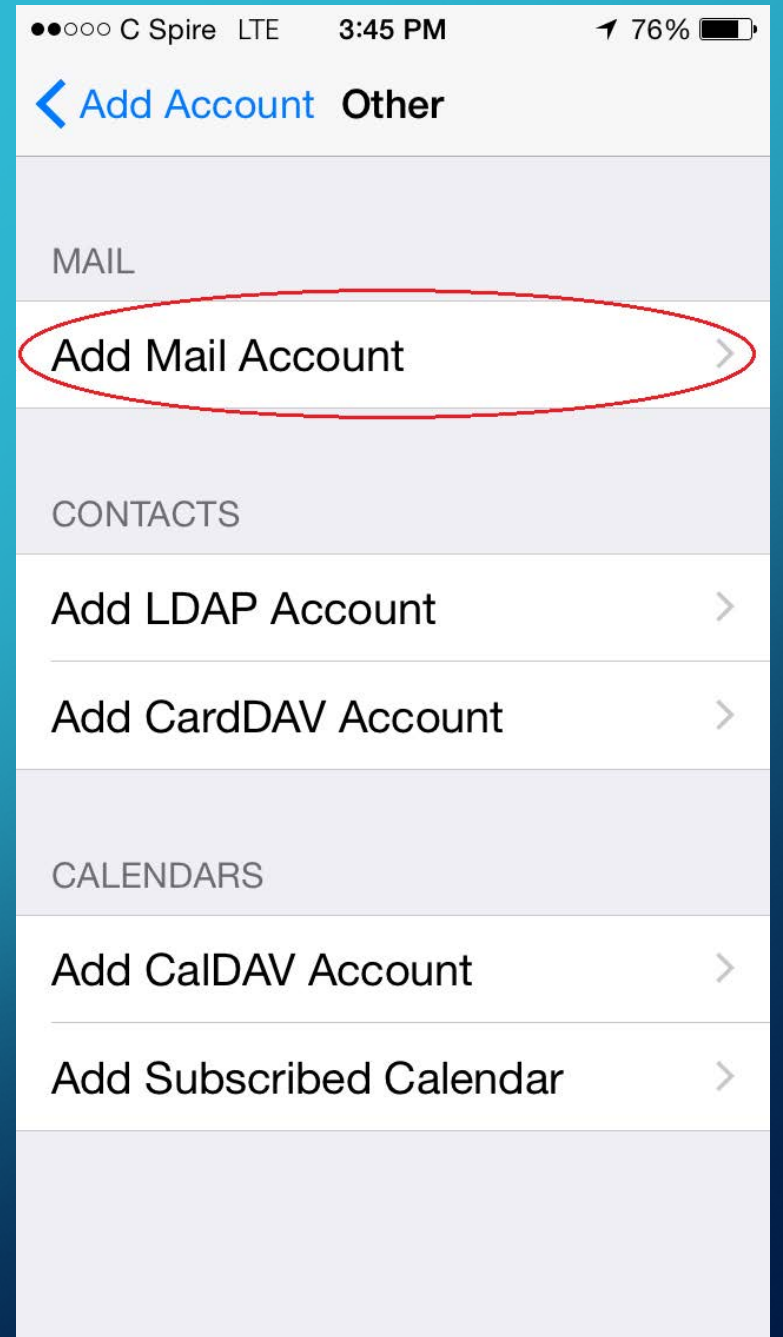 C Spire LTE 3:45 PM 76%
Add Account Other
MAIL
Add Mail Account
CONTACTS
Add LDAP Account
Add CardDAV Account
CALENDARS
Add CalDAV Account
Add Subscribed Calendar